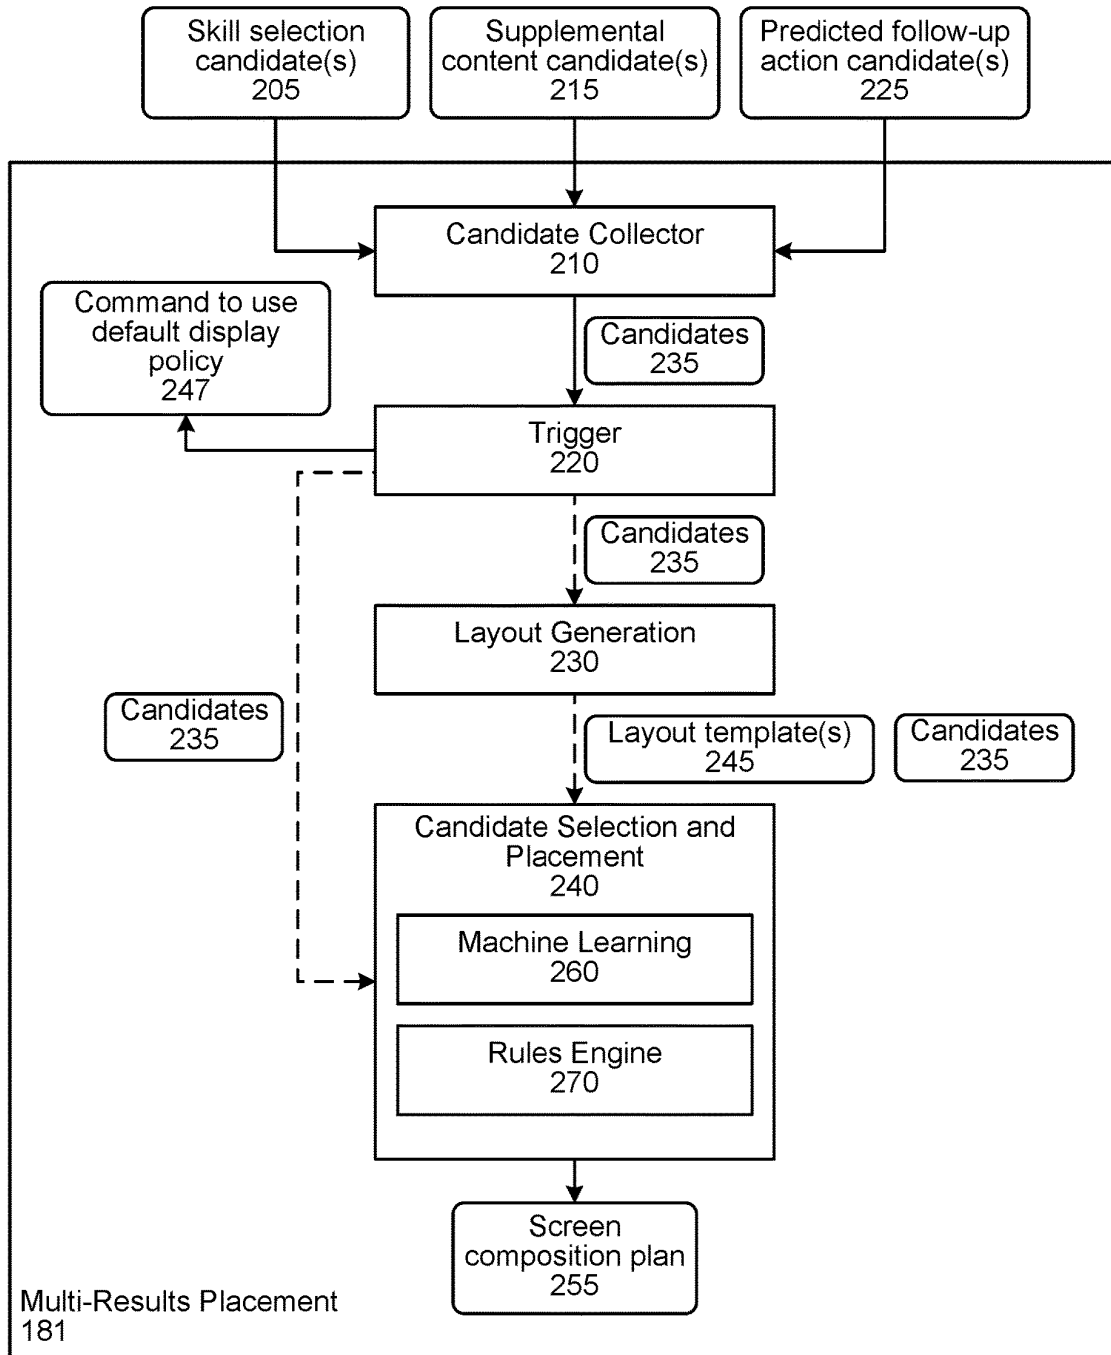 Skill selection
candidate(s)
205
Supplemental
content candidate(s)
215
Predicted follow-up
action candidate(s)
225
Candidate Collector
210
Command to use
default display
policy
247
Candidates
235
Trigger
220
Candidates
235
Layout Generation
230
Candidates
235
Layout template(s)
245
Candidates
235
Candidate Selection and
Placement
240
Machine Learning
260
Rules Engine
270
Screen
composition plan
255
Multi-Results Placement
181